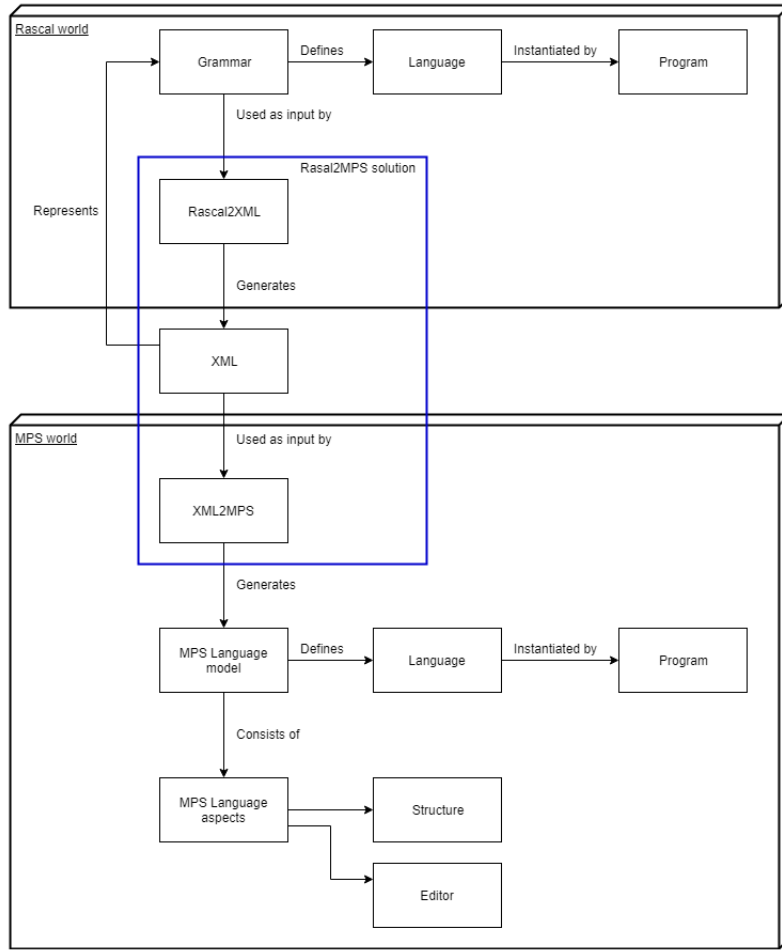 Rascal world
Grammar
Defines
Language
Instantiated by
Program
Used as input by
Rasal2MPS solution
Represents
Rascal2XML
Generates
XML
MPS world
Used as input by
XML2MPS
Generates
MPS Language
model
Defines
Language
Instantiated by
Program
Consists of
MPS Language
aspects
Structure
Editor